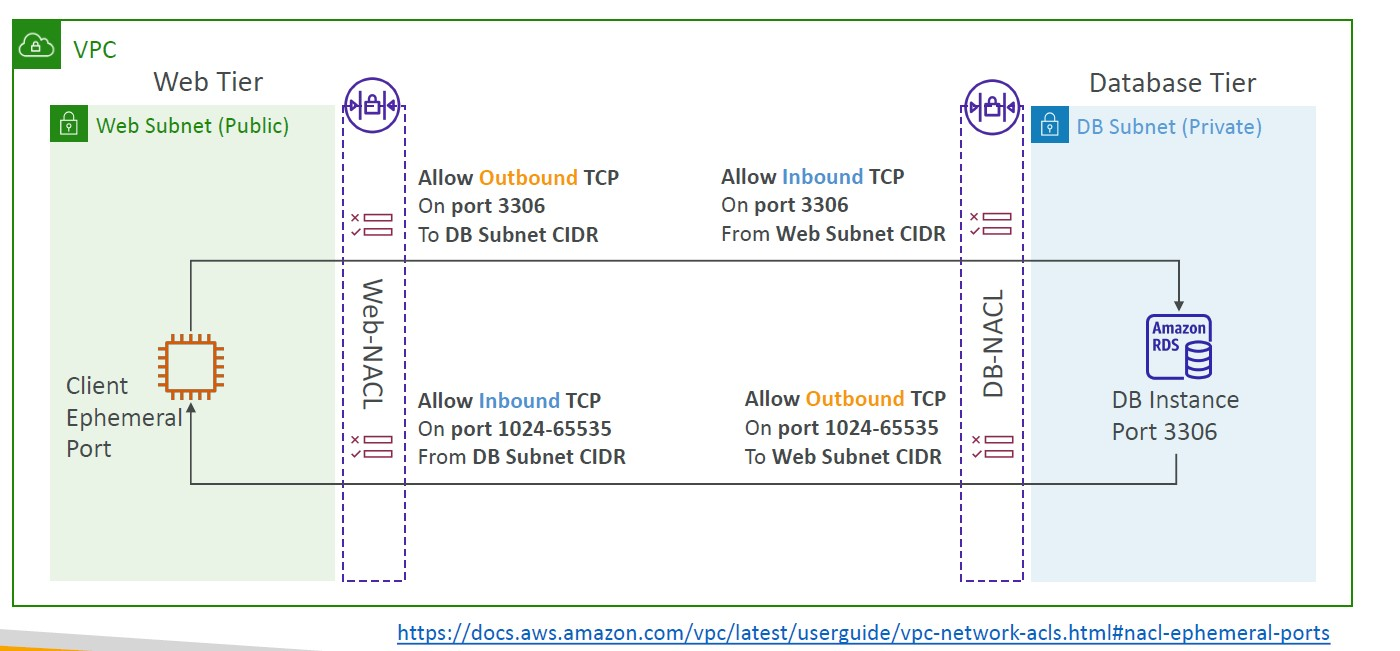 VPC
Web Tier
Database Tier
Web Subnet (Public)
DB Subnet (Private)
Allow Outbound TCP
On port 3306
To DB Subnet CIDR
Allow Inbound TCP
On port 3306
From Web Subnet CIDR
Web-NACL
DB-NACL
Amazon
RDS
Client
Ephemeral
Port
DB Instance
Port 3306
Allow Inbound TCP
On port 1024-65535
From DB Subnet CIDR
Allow Outbound TCP
On port 1024-65535
To Web Subnet CIDR
https://docs.aws.amazon.com/vpc/latest/userguide/vpc-network-acls.html#nacl-ephemeral-ports